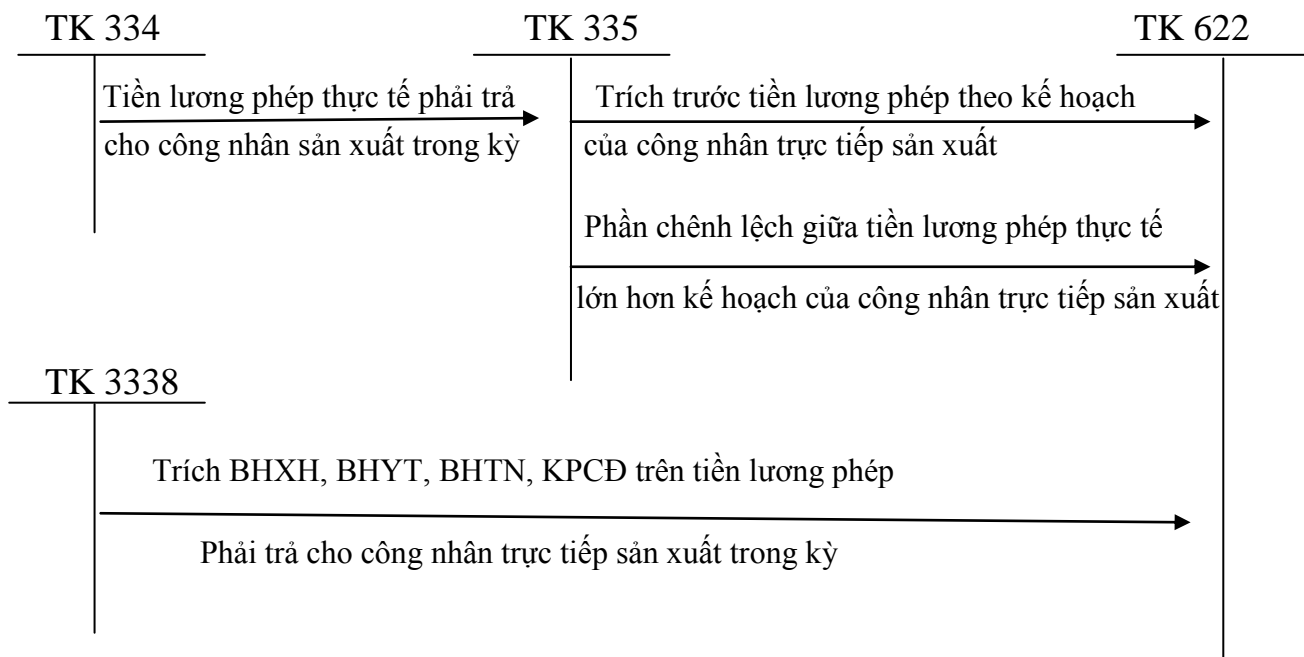 TK 334
TK 335
TK 622
Tiền lương phép thực tế phải trả
cho công nhân sản xuất trong kỳ
Trích trước tiền lương phép theo kế hoạch
của công nhân trực tiếp sản xuất
Phần chênh lệch giữa tiền lương phép thực tế
lớn hơn kế hoạch của công nhân trực tiếp sản xuất
TK 3338
Trích BHXH, BHYT, BHTN, KPCĐ trên tiền lương phép
Phải trả cho công nhân trực tiếp sản xuất trong kỳ